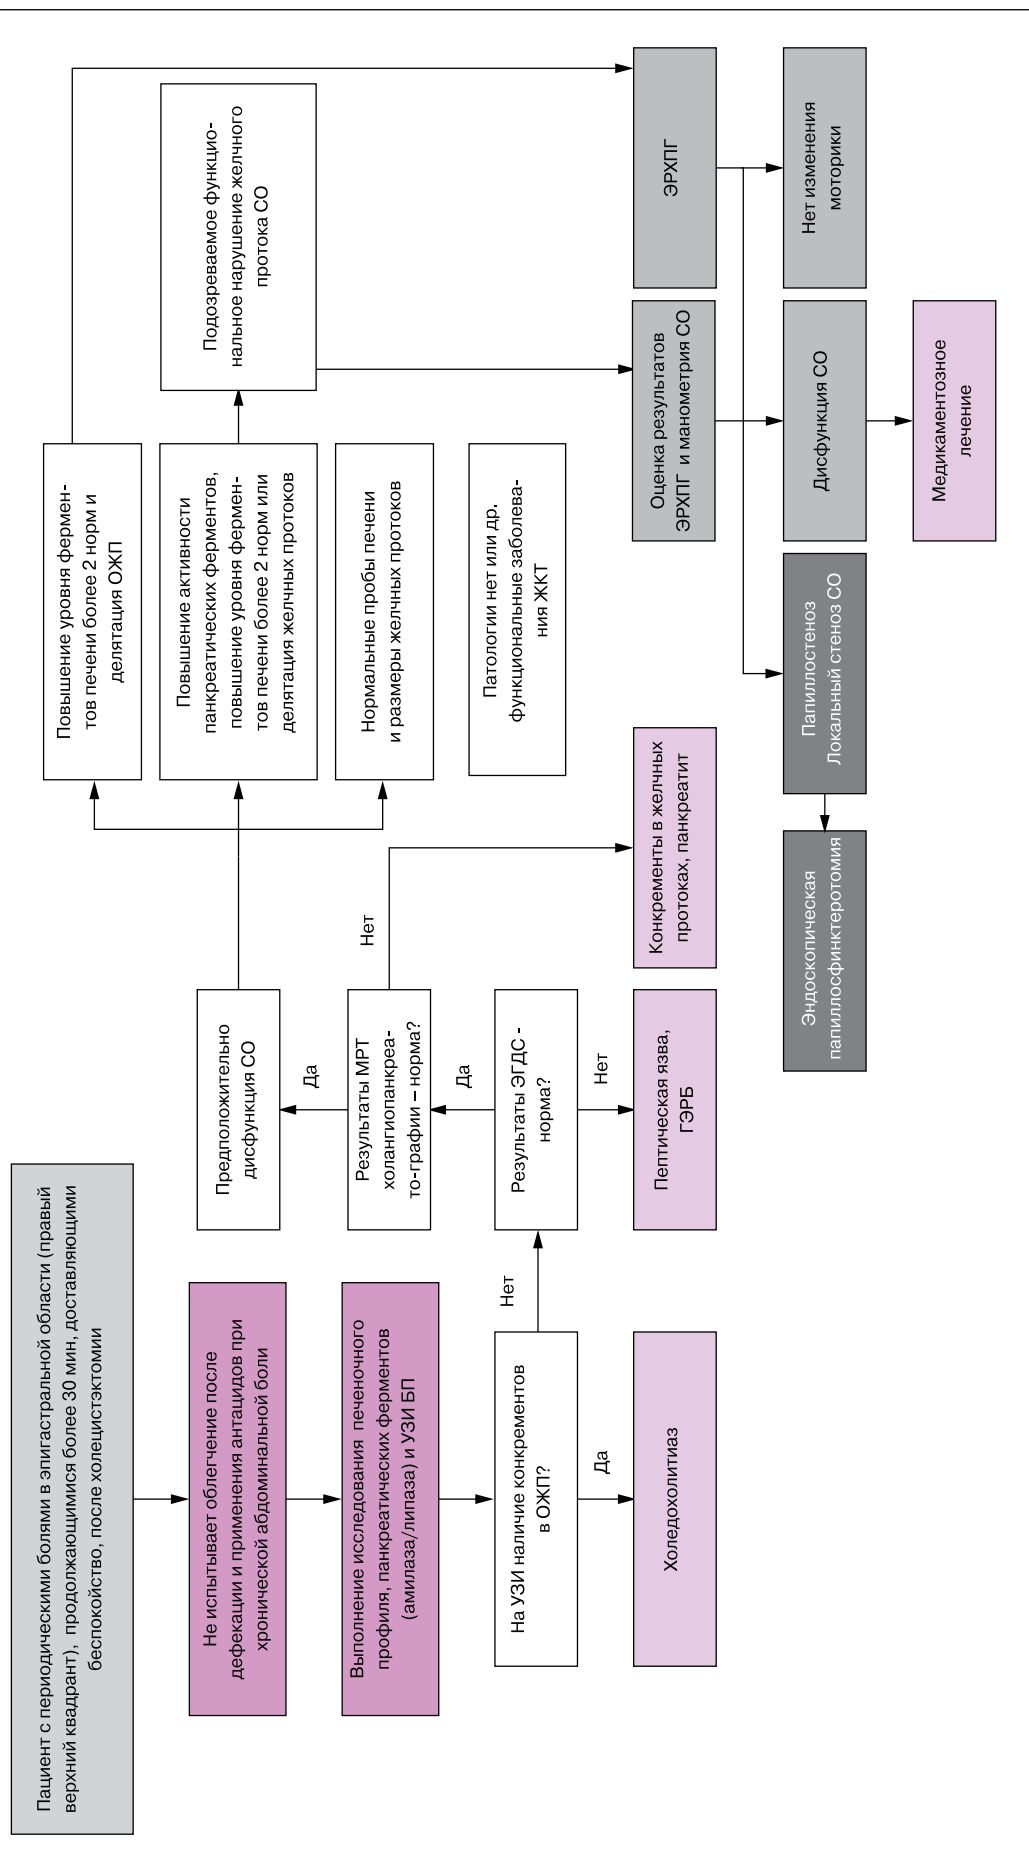 Пациент с периодическими болями в эпигастральной области (правый
верхний квадрант), продолжающимися более 30 мин, доставляющими
беспокойство, после холецистэктомии
Не испытывает облегчение после
дефекации и применения антацидов при
хронической абдоминальной боли
Выполнение исследования печеночного
профиля, панкреатических ферментов
(амилаза/липаза) и УЗИ БП
На УЗИ наличие конкрементов
в ОЖП?
Да
Холедохолитиаз
Нет
Результаты ЭГДС -
норма?
Нет
Пептическая язва,
ГЭРБ
Да
Результаты МРТ
холангиопанкреа-
то-графии – норма?
Нет
Конкременты в желчных
протоках, панкреатит
Да
Предположительно
дисфункция СО
Повышение уровня фермен-
тов печени более 2 норм и
делятация ОЖП
Повышение активности
панкреатических ферментов,
повышение уровня фермен-
тов печени более 2 норм или
делятация желчных протоков
Нормальные пробы печени
и размеры желчных протоков
Патологии нет или др.
функциональные заболева-
ния ЖКТ
Подозреваемое функцио-
нальное нарушение желчного
протока СО
ЭРХПГ
Оценка результатов
ЭРХПГ и манометрия СО
Нет изменения
моторики
Дисфункция СО
Медикаментозное
лечение
Папиллостеноз
Локальный стеноз СО
Эндоскопическая
папиллосфинктеротомия